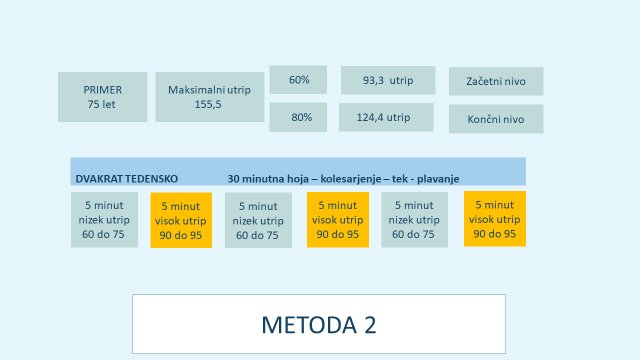 PRIMER
75 let
Maksimalni utrip
155,5
60%
93,3 utrip
Začetni nivo
80%
124,4 utrip
Končni nivo
DVAKRAT TEDENSKO 30 minutna hoja – kolesarjenje – tek - plavanje
5 minut
nizek utrip
60 do 75
5 minut
visok utrip
90 do 95
5 minut
nizek utrip
60 do 75
5 minut
visok utrip
90 do 95
5 minut
nizek utrip
60 do 75
5 minut
visok utrip
90 do 95
METODA 2